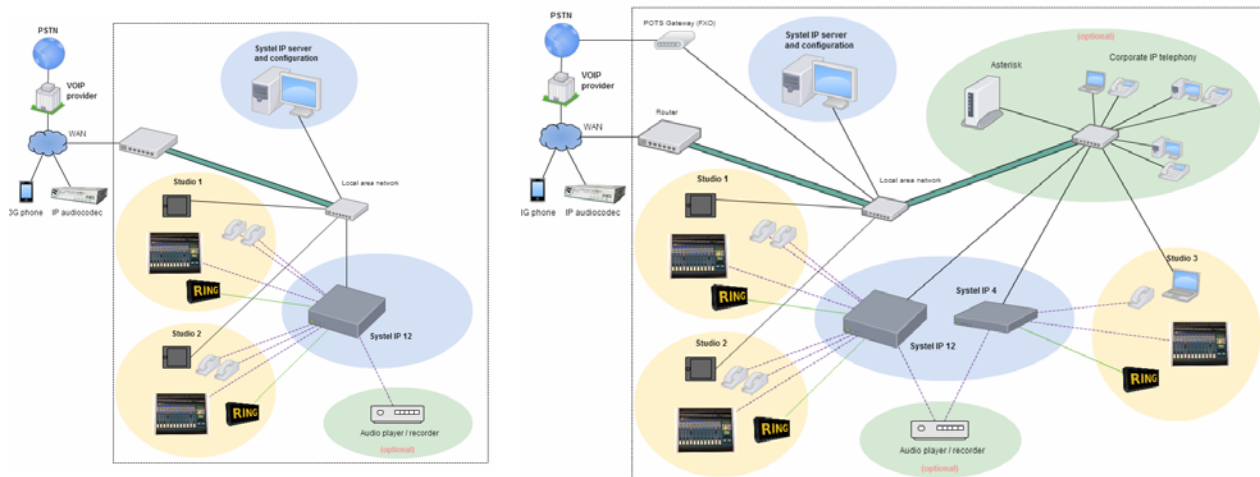 PSTN
VOIP
provider
WAN
3G phone
IP audiocodec
Systel IP server
and configuration
Local area network
Studio 1
RING
Studio 2
RING
Systel IP 12
Audio player / recorder
(optional)
PSTN
POTS Gateway (FXO)
VOIP
provider
WAN
3G phone
IP audiocodec
Router
Systel IP server
and configuration
Local area network
(optional)
Corporate IP telephony
Asterisk
Studio 1
RING
Studio 2
RING
Systel IP 12
Systel IP 4
Studio 3
RING
Audio player / recorder
(optional)